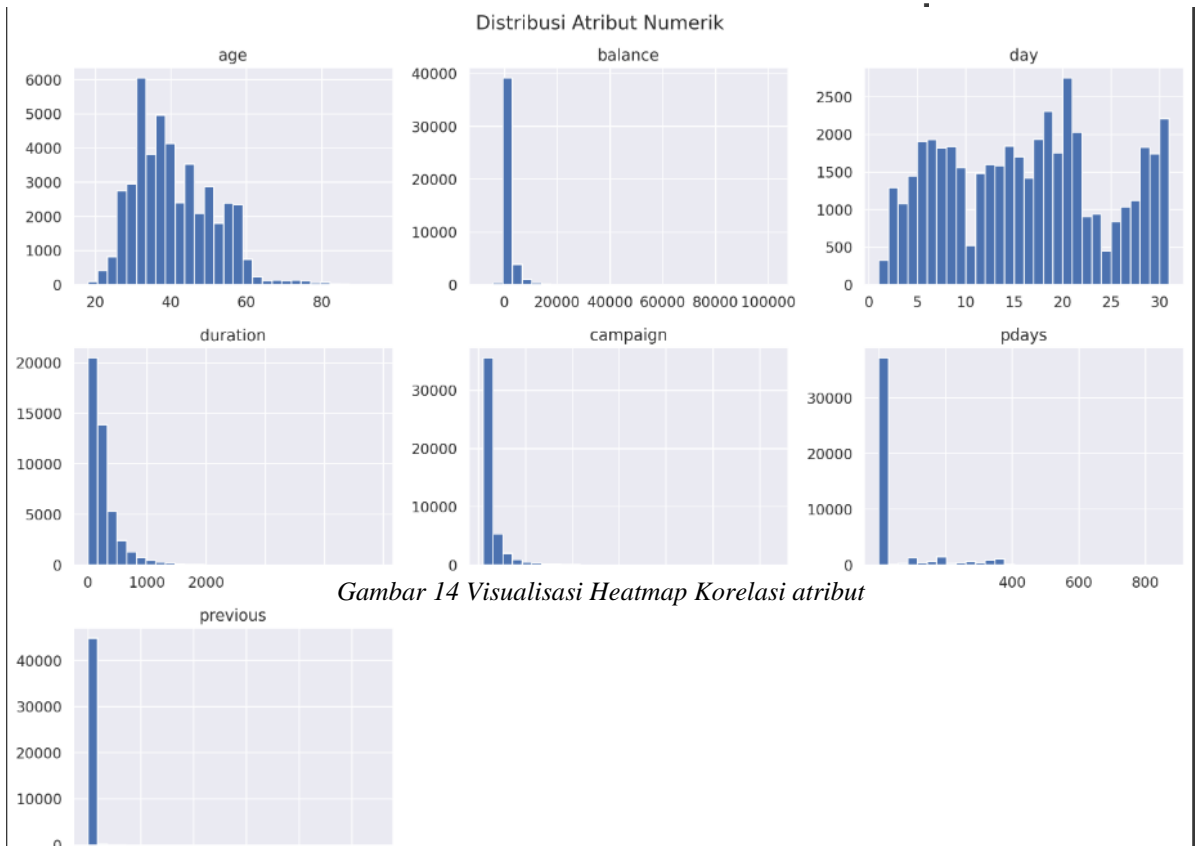 Distribusi Atribut Numerik
age
balance
day
6000
5000
4000
3000
2000
1000
0
20 40 60 80
40000
30000
20000
10000
0
0 20000 40000 60000 80000 100000
2500
2000
1500
1000
500
0
0 5 10 15 20 25 30
duration
campaign
pdays
20000
15000
10000
5000
0
0 1000 2000
30000
20000
10000
0
30000
20000
10000
0
400 600 800
Gambar 14 Visualisasi Heatmap Korelasi atribut
previous
40000
30000
20000
10000
0